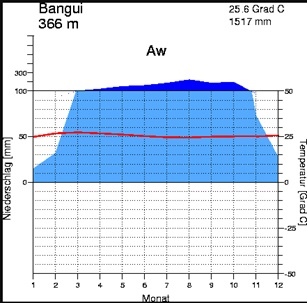 Bangui
366 m
25.6 Grad C
1517 mm
Aw
300
100
50
50
25
0
0
-25
-50
Niederschlag [mm]
Temperatur [Grad C]
1 2 3 4 5 6 7 8 9 10 11 12
Monat